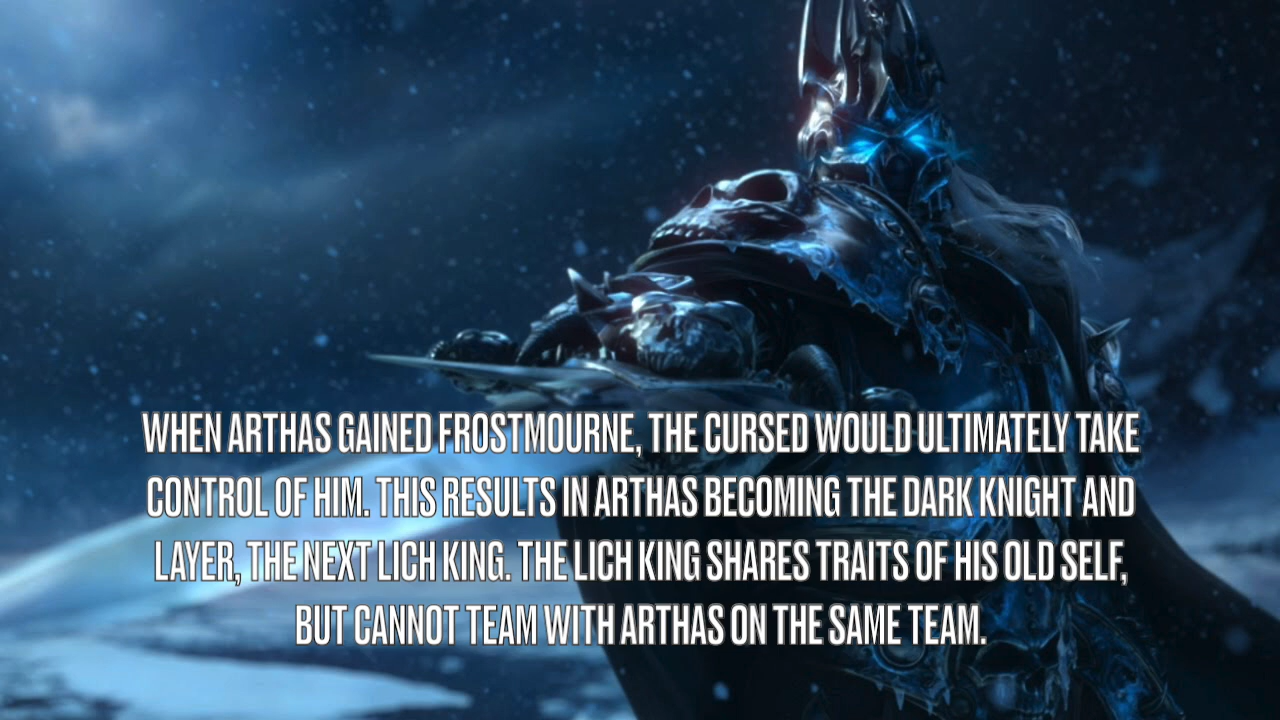 WHEN ARTHAS GAINED FROSTMOURNE, THE CURSED WOULD ULTIMATELY TAKE
CONTROL OF HIM. THIS RESULTS IN ARTHAS BECOMING THE DARK KNIGHT AND
LAYER, THE NEXT LICH KING. THE LICH KING SHARES TRAITS OF HIS OLD SELF,
BUT CANNOT TEAM WITH ARTHAS ON THE SAME TEAM.